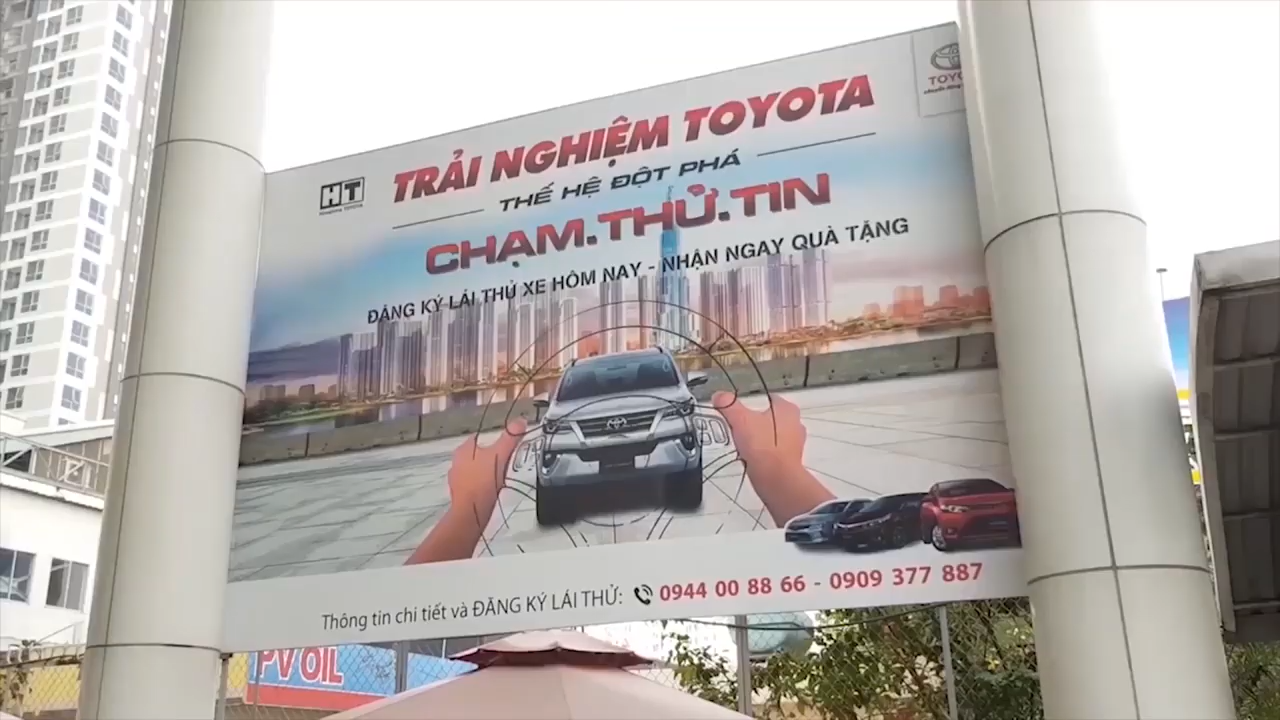 TRẢI NGHIỆM TOYOTA
HT
THẾ HỆ ĐỘT PHÁ
CHẠM.THỬ.TIN
ĐĂNG KÝ LÁI THỬ XE HÔM NAY - NHẬN NGAY QUÀ TẶNG
Thông tin chi tiết và ĐĂNG KÝ LÁI THỬ: 0944 00 88 66 - 0909 377 887
PV OIL